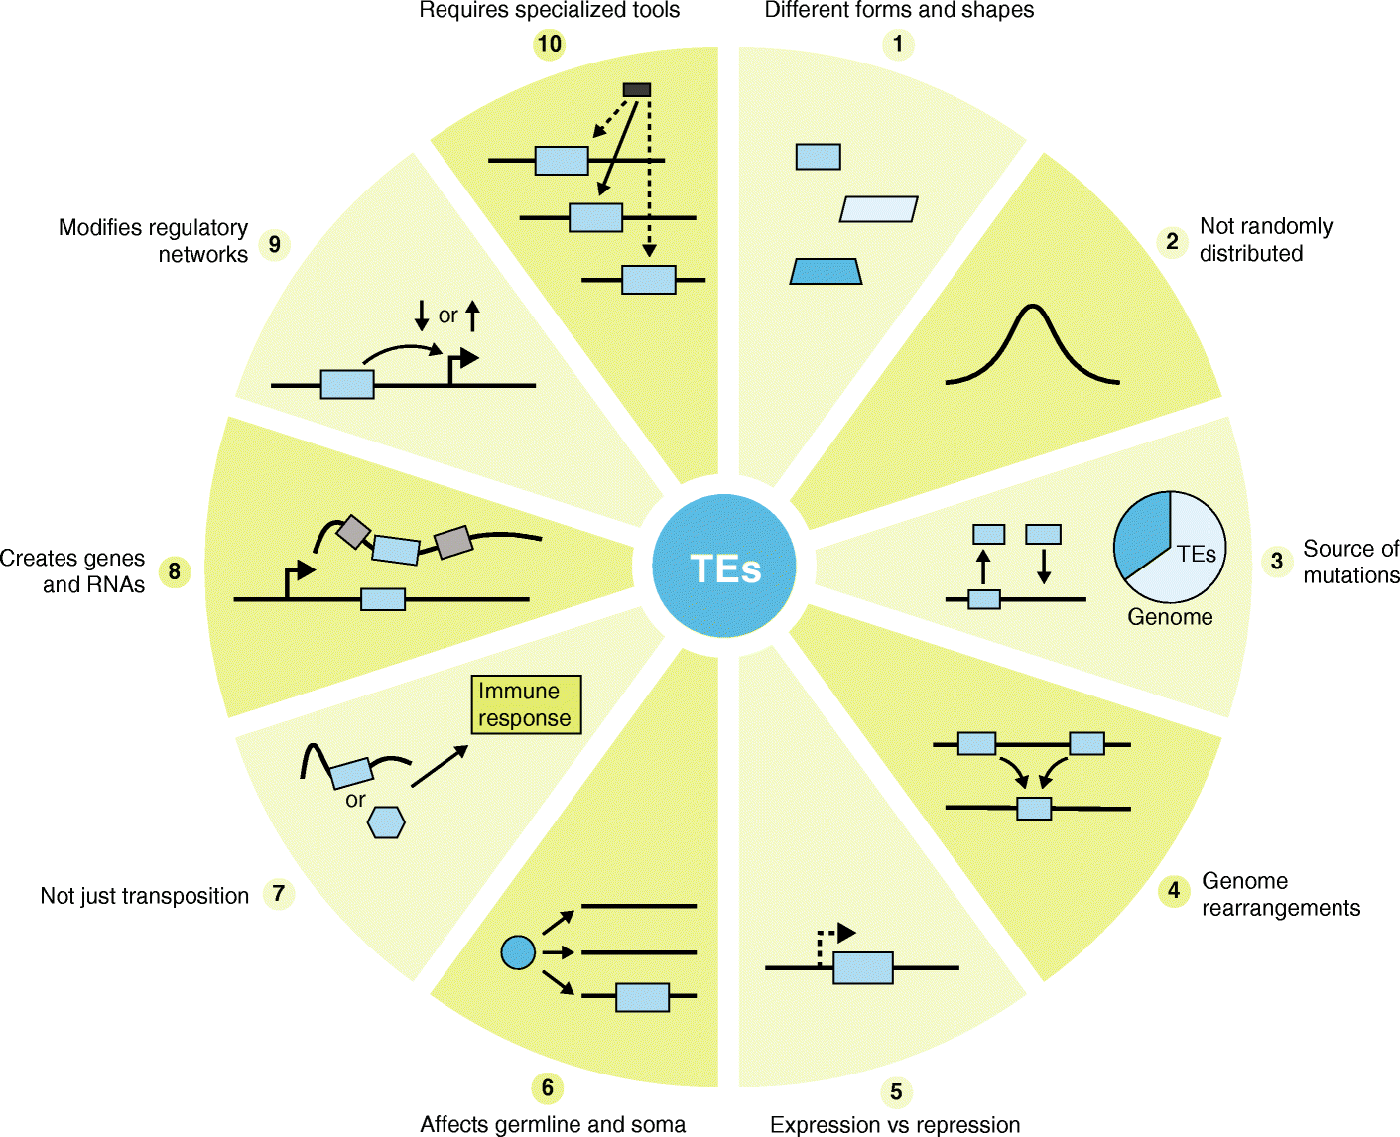 Different forms and shapes
1
2
Not randomly
distributed
3
Source of
mutations
TEs
Genome
4
Genome
rearrangements
5
Expression vs repression
6
Affects germline and soma
7
Not just transposition
Immune
response
or
8
Creates genes
and RNAs
9
Modifies regulatory
networks
or
Requires specialized tools
10
TEs